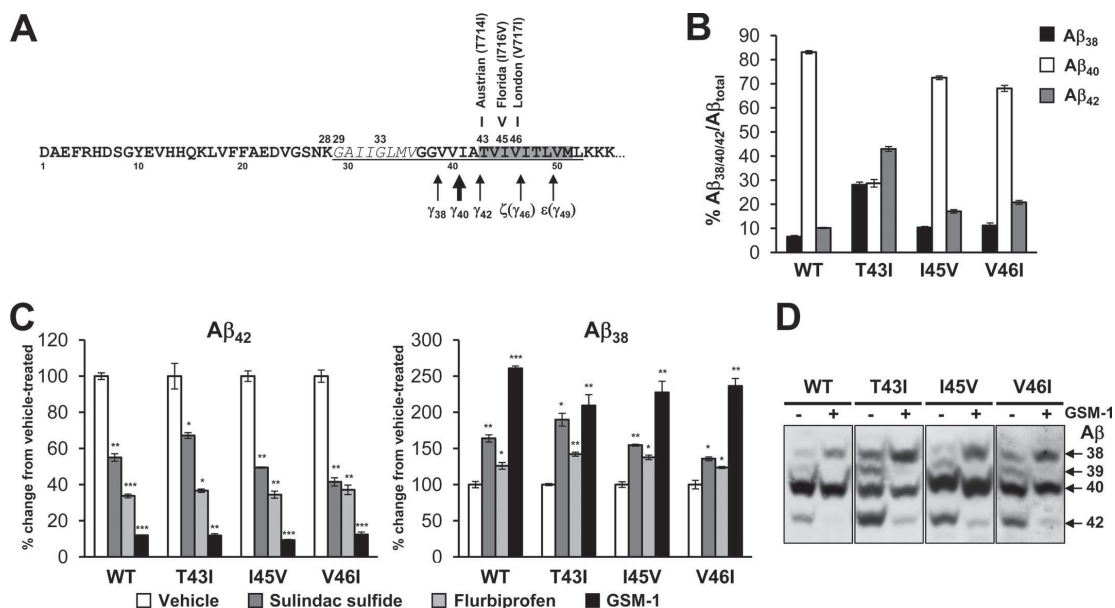 A
Austrian (T714I)
Florida (I716V)
London (V717I)
I V I
28 29 33 43 45 46
DAEFRHDSGYEVHHQKLVFFAEDVGSNKGAIIGLMVGGVVIATVIVITLVMLKKK...
1 10 20 30 40 50
γ38 γ40 γ42 ζ(γ46) ε(γ49)
B
% Aβ38/40/42/Aβtotal
90
80
70
60
50
40
30
20
10
0
WT T43I I45V V46I
Aβ38
Aβ40
Aβ42
C
Aβ42
% change from vehicle-treated
120
100
80
60
40
20
0
** *** ***
* * **
** ** ***
** ** ***
WT T43I I45V V46I
Aβ38
% change from vehicle-treated
300
250
200
150
100
50
0
** * ***
* ** **
** * **
* * **
WT T43I I45V V46I
Vehicle Sulindac sulfide Flurbiprofen GSM-1
D
WT T43I I45V V46I
- + - + - + - + GSM-1
Aβ
38
39
40
42